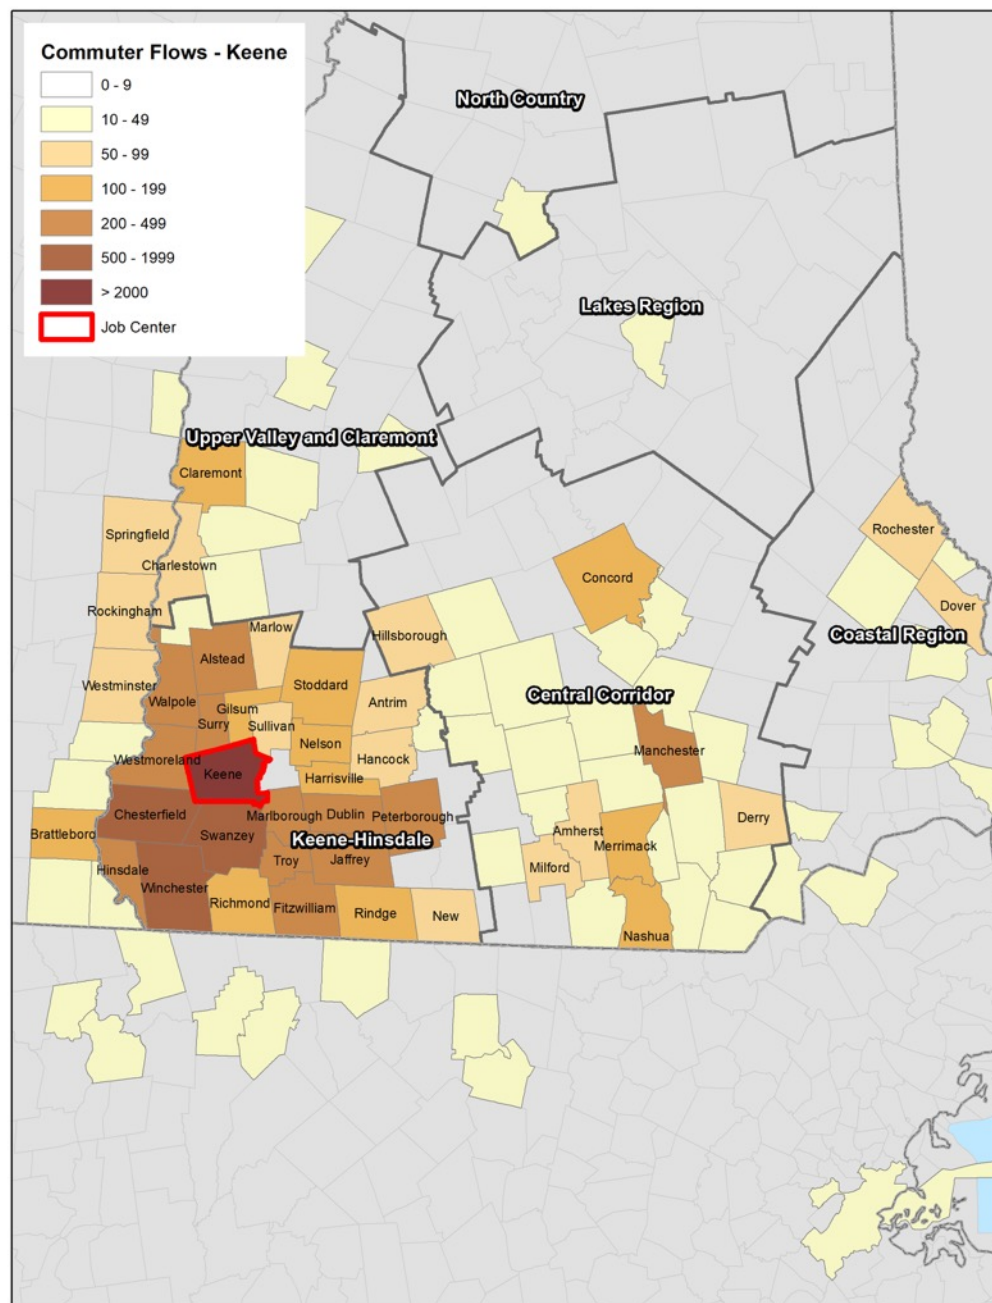 Commuter Flows - Keene
0 - 9
10 - 49
50 - 99
100 - 199
200 - 499
500 - 1999
> 2000
Job Center
North Country
Lakes Region
Upper Valley and Claremont
Claremont
Springfield
Rochester
Charlestown
Concord
Rockingham
Dover
Marlow
Hillsborough
Coastal Region
Alstead
Westminster
Stoddard
Central Corridor
Walpole
Antrim
Gilsum
Surry
Sullivan
Nelson
Manchester
Westmoreland
Hancock
Keene
Harrisville
Chesterfield
Marlborough
Dublin
Peterborough
Derry
Brattleboro
Swanzey
Amherst
Keene-Hinsdale
Merrimack
Troy
Jaffrey
Milford
Hinsdale
Winchester
Richmond
Fitzwilliam
Rindge
New
Nashua